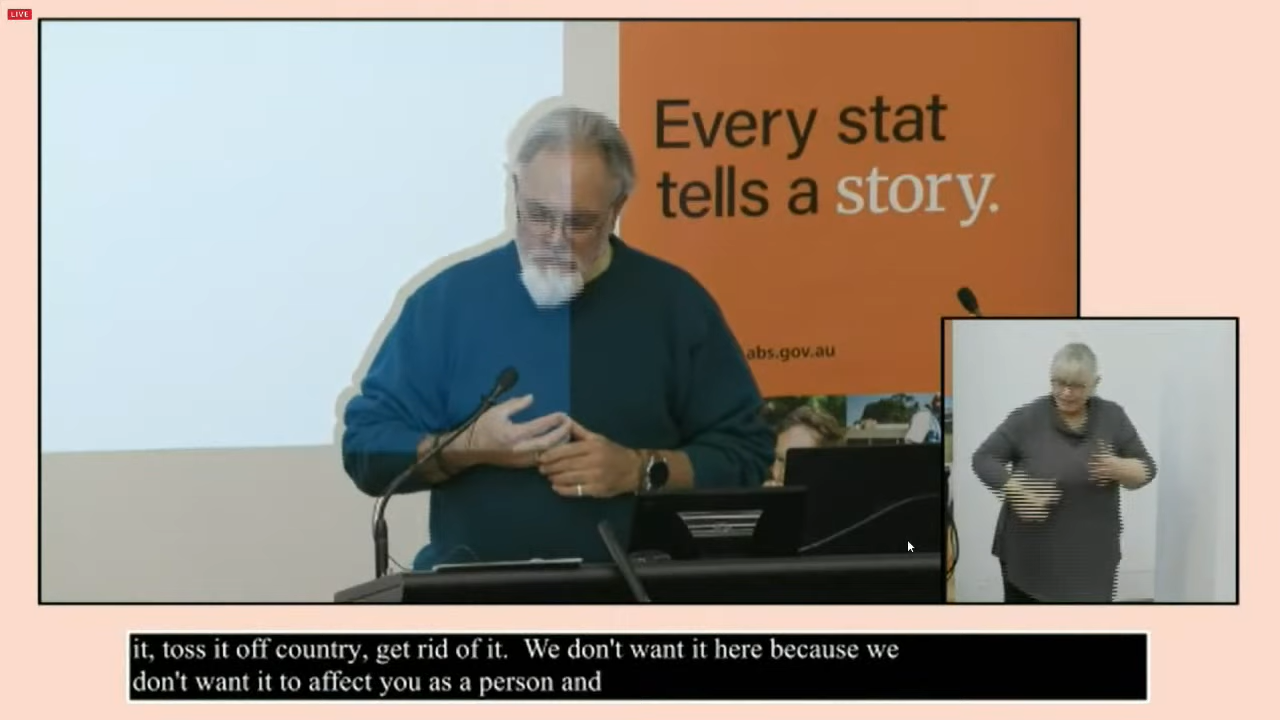 LIVE
Every stat
tells a story.
abs.gov.au
it, toss it off country, get rid of it.  We don't want it here because we
don't want it to affect you as a person and